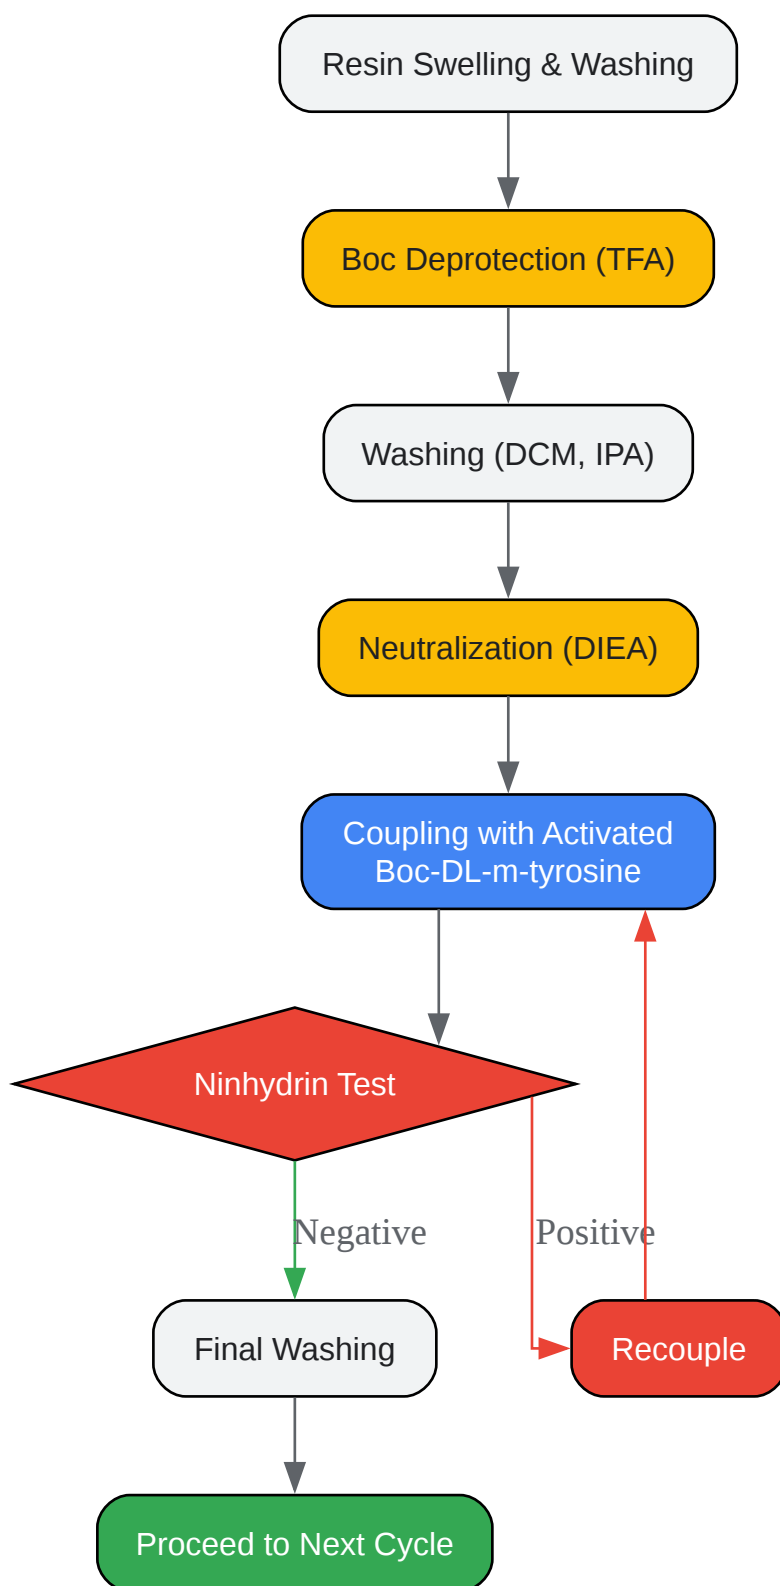 Resin Swelling & Washing
Boc Deprotection (TFA)
Washing (DCM, IPA)
Neutralization (DIEA)
Coupling with Activated
Boc-DL-m-tyrosine
Ninhydrin Test
Negative
Positive
Final Washing
Recouple
Proceed to Next Cycle